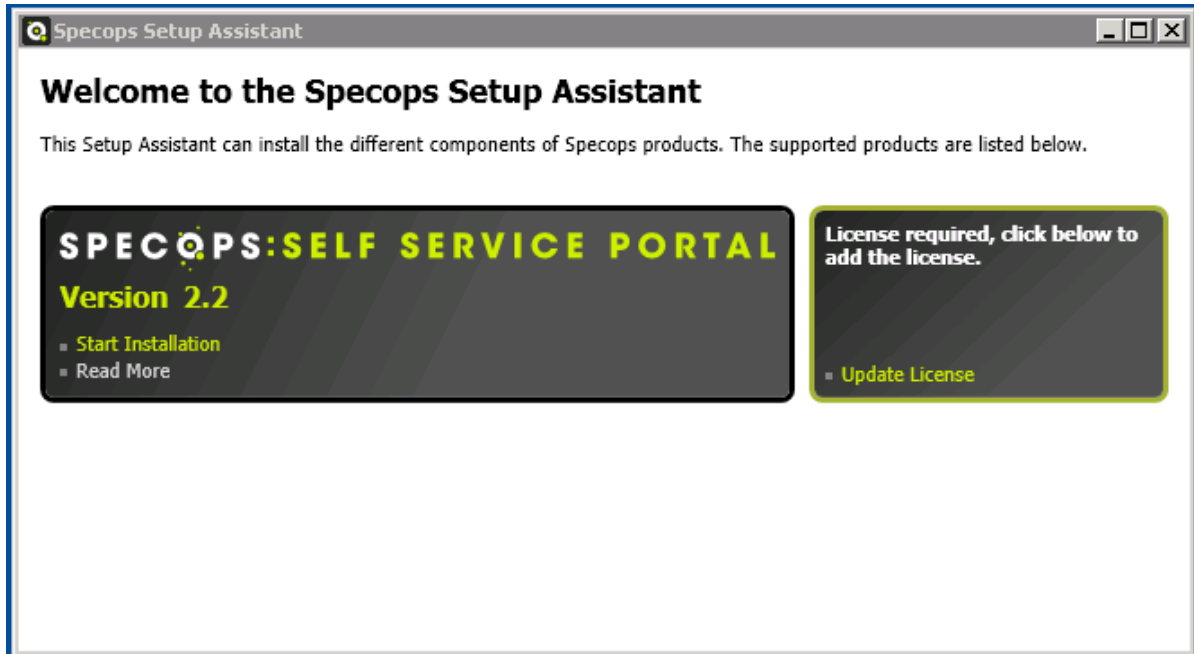 Specops Setup Assistant
Welcome to the Specops Setup Assistant
This Setup Assistant can install the different components of Specops products. The supported products are listed below.
SPECOPS:SELF SERVICE PORTAL
Version 2.2
Start Installation
Read More
License required, click below to
add the license.
Update License